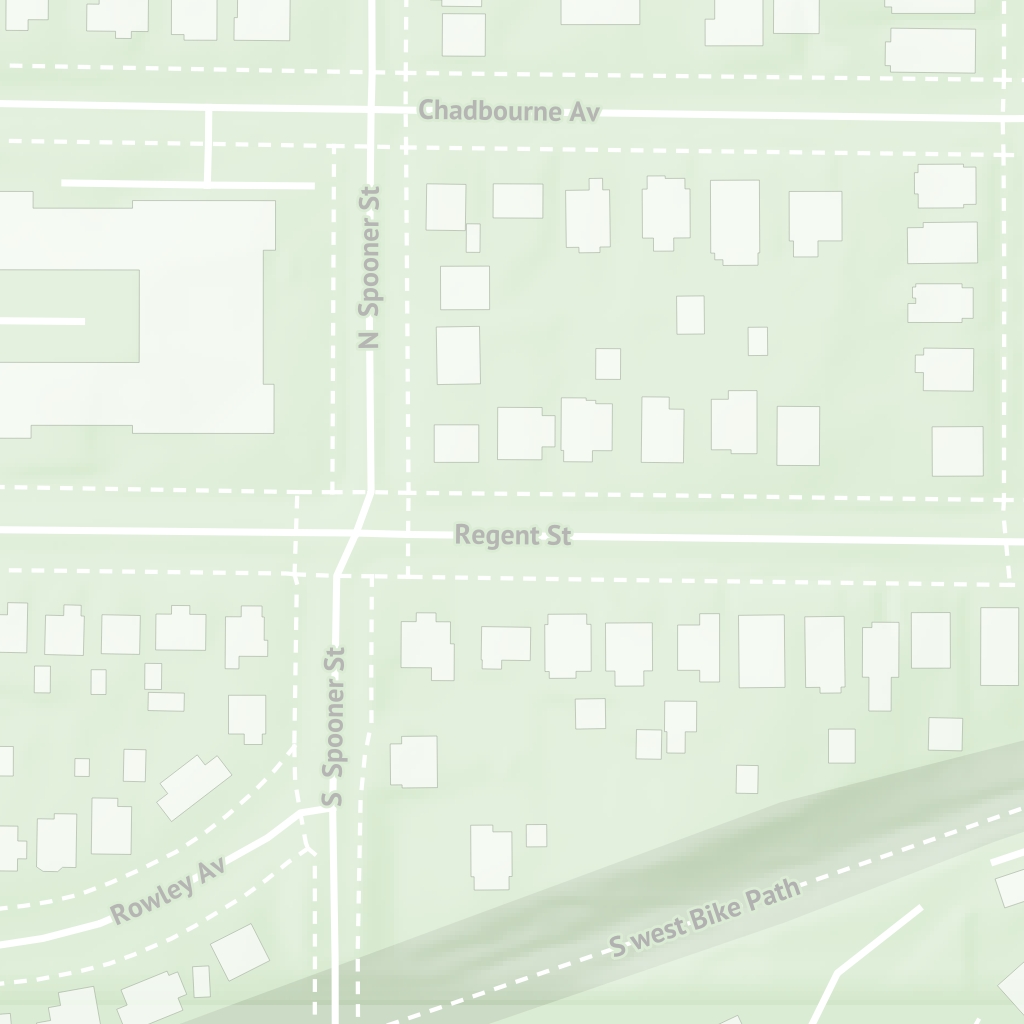 Chadbourne Av
N Spooner St
Regent St
S Spooner St
Rowley Av
S west Bike Path